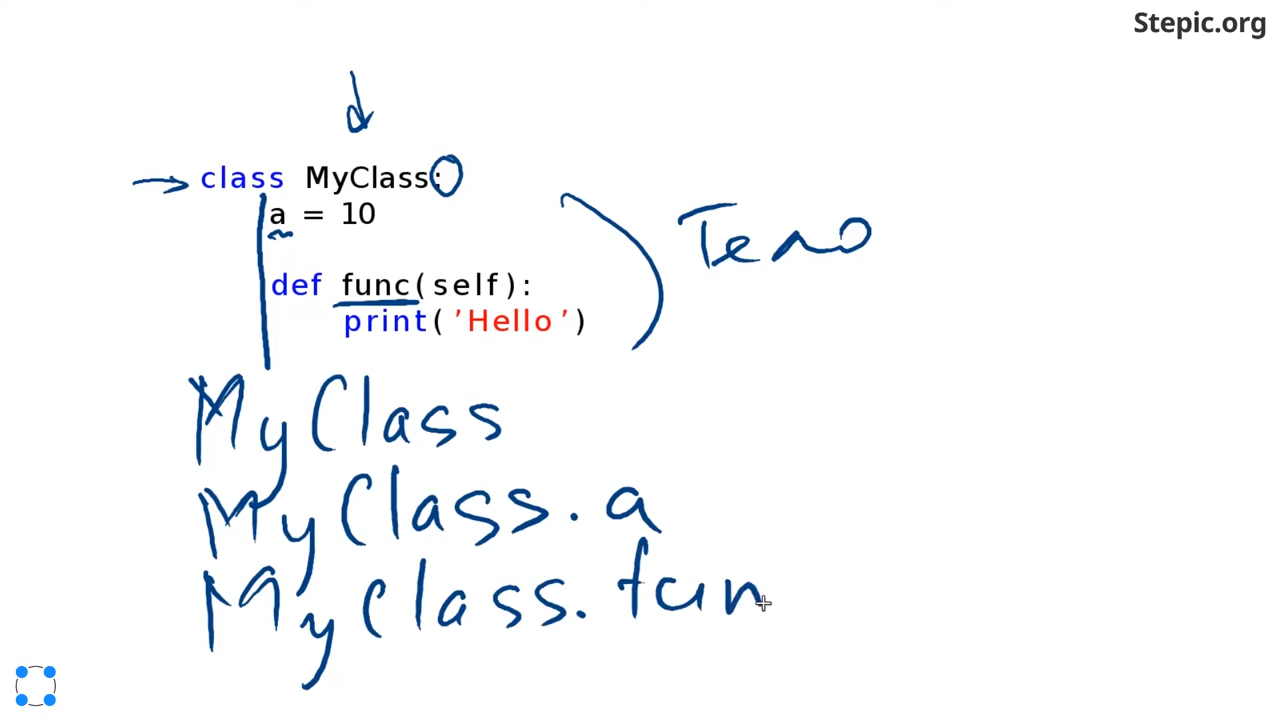 Stepic.org
class MyClass:
a = 10
Тело
def func(self):
print('Hello')
MyClass
MyClass.a
MyClass.fun